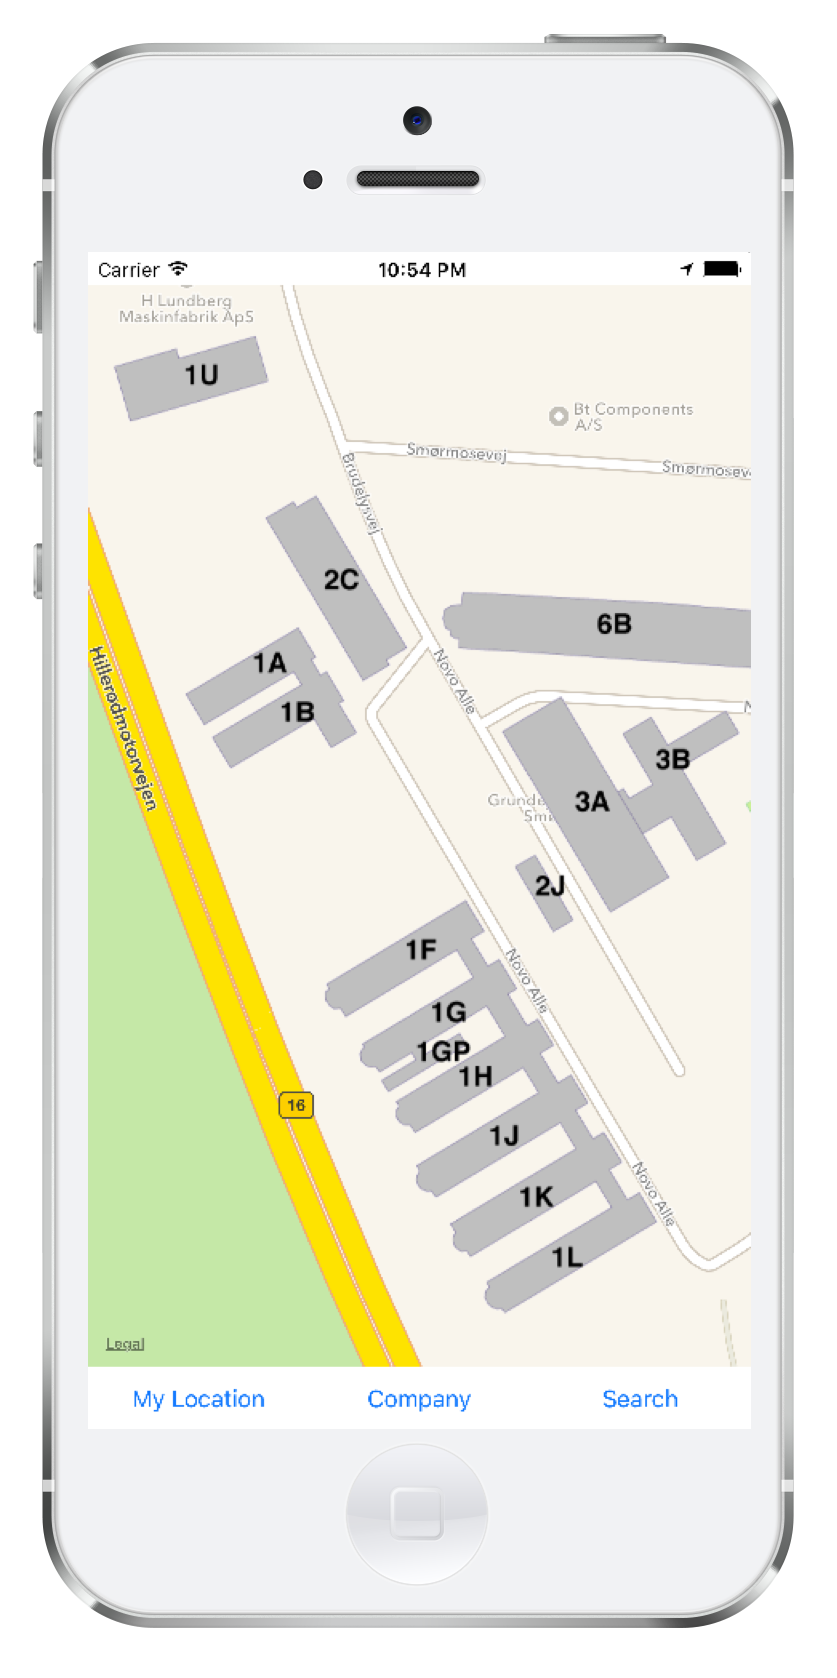 Carrier
10:54 PM
H Lundberg
Maskinfabrik ApS
1U
Bt Components
A/S
Smørmosevej
Brudelysvej
2C
6B
1A
Hillerødmotorvejen
Novo Alle
1B
3B
3A
2J
1F
Novo Alle
1G
1GP
1H
16
1J
1K
Novo Alle
1L
Legal
My Location
Company
Search